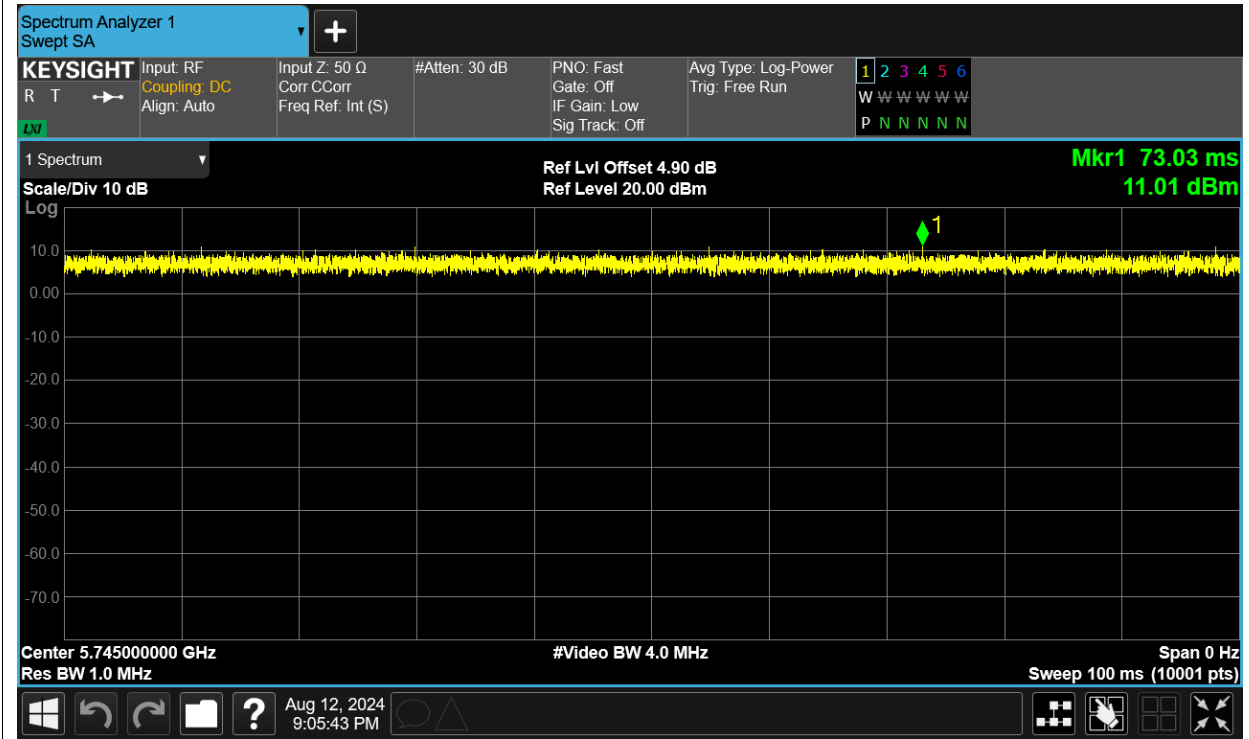 Spectrum Analyzer 1
Swept SA
KEYSIGHT
R T
LXI
Input: RF
Coupling: DC
Align: Auto
Input Z: 50 Ω
Corr CCorr
Freq Ref: Int (S)
#Atten: 30 dB
PNO: Fast
Gate: Off
IF Gain: Low
Sig Track: Off
Avg Type: Log-Power
Trig: Free Run
1 2 3 4 5 6
W W W W W W
P N N N N N
1 Spectrum
Scale/Div 10 dB
Log
Ref Lvl Offset 4.90 dB
Ref Level 20.00 dBm
Mkr1 73.03 ms
11.01 dBm
1
10.0
0.00
-10.0
-20.0
-30.0
-40.0
-50.0
-60.0
-70.0
Center 5.745000000 GHz
Res BW 1.0 MHz
#Video BW 4.0 MHz
Span 0 Hz
Sweep 100 ms (10001 pts)
?
Aug 12, 2024
9:05:43 PM